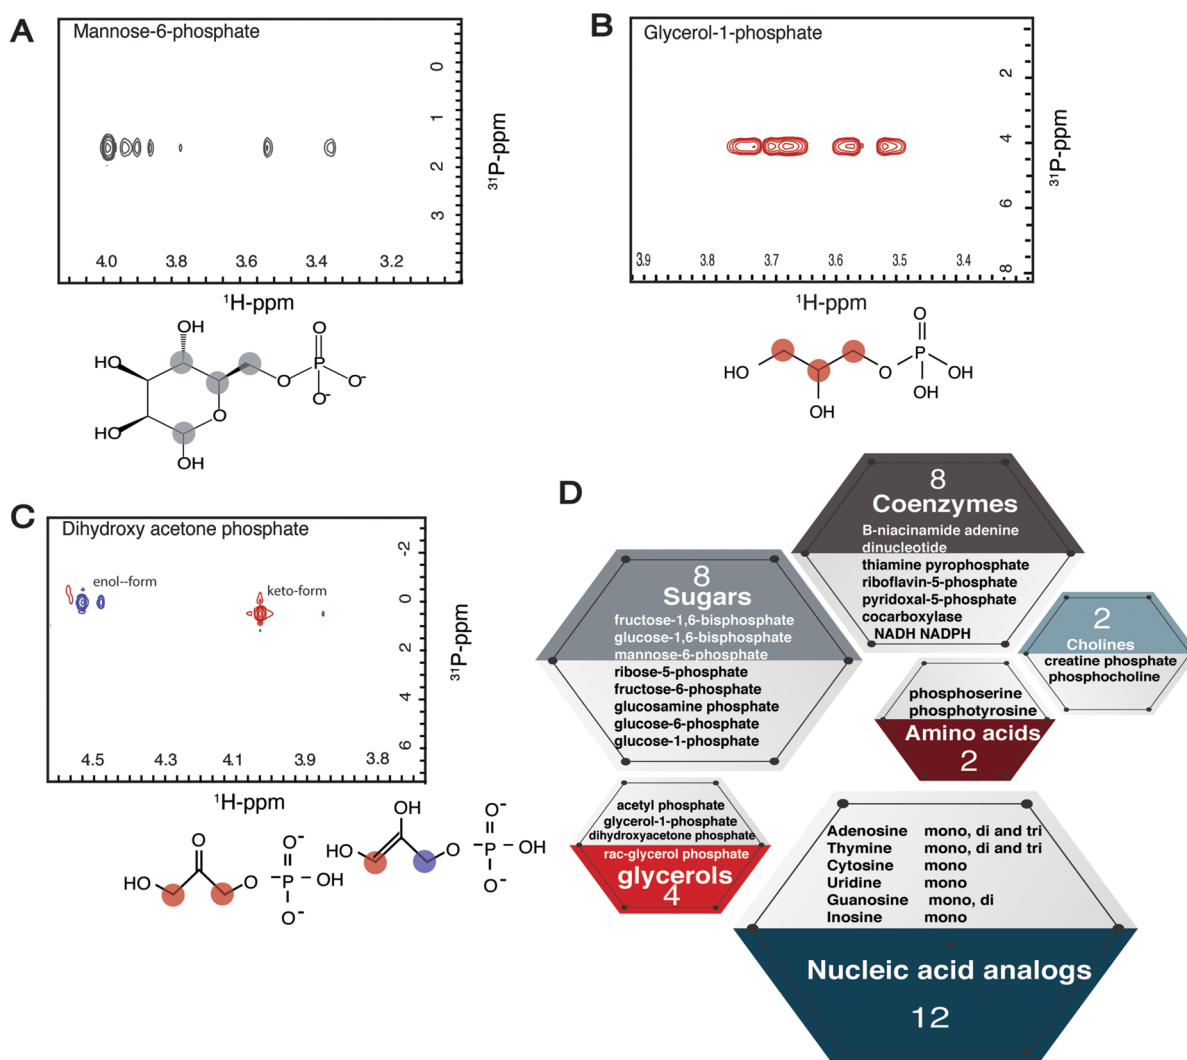 A
Mannose-6-phosphate
0
1
2
3
³¹P-ppm
4.0 3.8 3.6 3.4 3.2
¹H-ppm
OH
HO
HO
O
OH
O
P
O
O⁻
O⁻
B
Glycerol-1-phosphate
2
4
6
8
³¹P-ppm
3.9 3.8 3.7 3.6 3.5 3.4
¹H-ppm
HO
OH
O
O
P
OH
OH
C
Dihydroxy acetone phosphate
enol--form
keto-form
-2
0
2
4
6
³¹P-ppm
4.5 4.3 4.1 3.9 3.8
¹H-ppm
O
HO
O
O⁻
P
OH
O⁻
OH
HO
O
O⁻
P
OH
O⁻
D
8
Coenzymes
B-niacinamide adenine
dinucleotide
thiamine pyrophosphate
riboflavin-5-phosphate
pyridoxal-5-phosphate
cocarboxylase
NADH NADPH
8
Sugars
fructose-1,6-bisphosphate
glucose-1,6-bisphosphate
mannose-6-phosphate
ribose-5-phosphate
fructose-6-phosphate
glucosamine phosphate
glucose-6-phosphate
glucose-1-phosphate
2
Cholines
creatine phosphate
phosphocholine
phosphoserine
phosphotyrosine
Amino acids
2
acetyl phosphate
glycerol-1-phosphate
dihydroxyacetone phosphate
rac-glycerol phosphate
glycerols
4
Adenosine mono, di and tri
Thymine mono, di and tri
Cytosine mono
Uridine mono
Guanosine mono, di
Inosine mono
Nucleic acid analogs
12